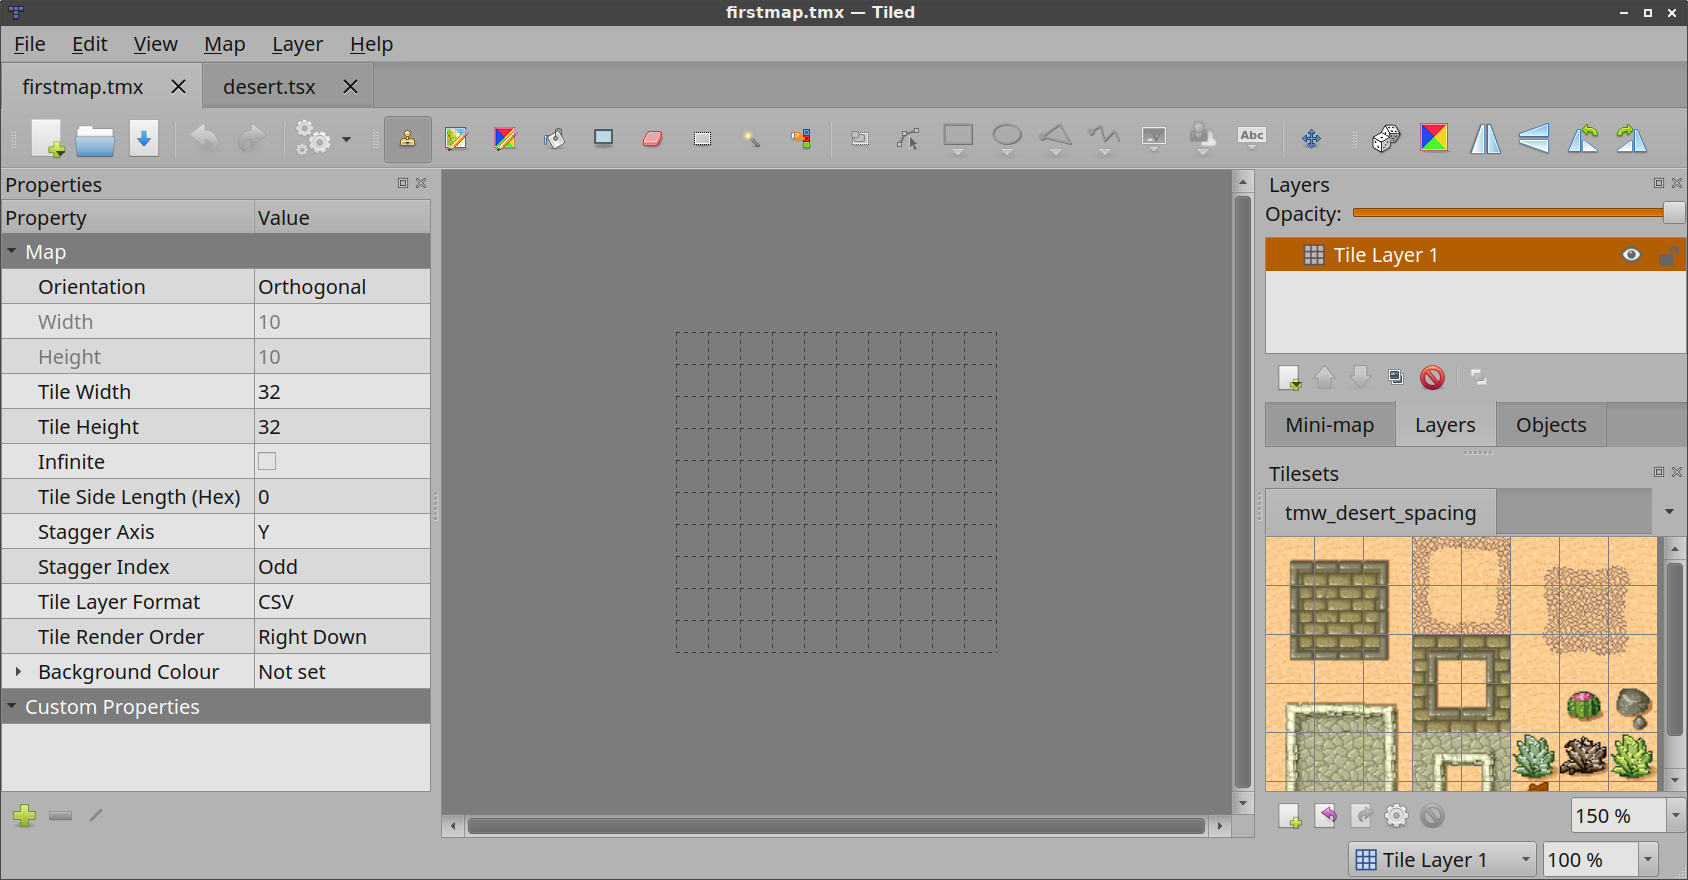 firstmap.tmx — Tiled
File Edit View Map Layer Help
firstmap.tmx desert.tsx
Abc
Properties
Property Value
Map
Orientation Orthogonal
Width 10
Height 10
Tile Width 32
Tile Height 32
Infinite
Tile Side Length (Hex) 0
Stagger Axis Y
Stagger Index Odd
Tile Layer Format CSV
Tile Render Order Right Down
Background Colour Not set
Custom Properties
Layers
Opacity:
Tile Layer 1
Mini-map Layers Objects
Tilesets
tmw_desert_spacing
150 %
Tile Layer 1 100 %